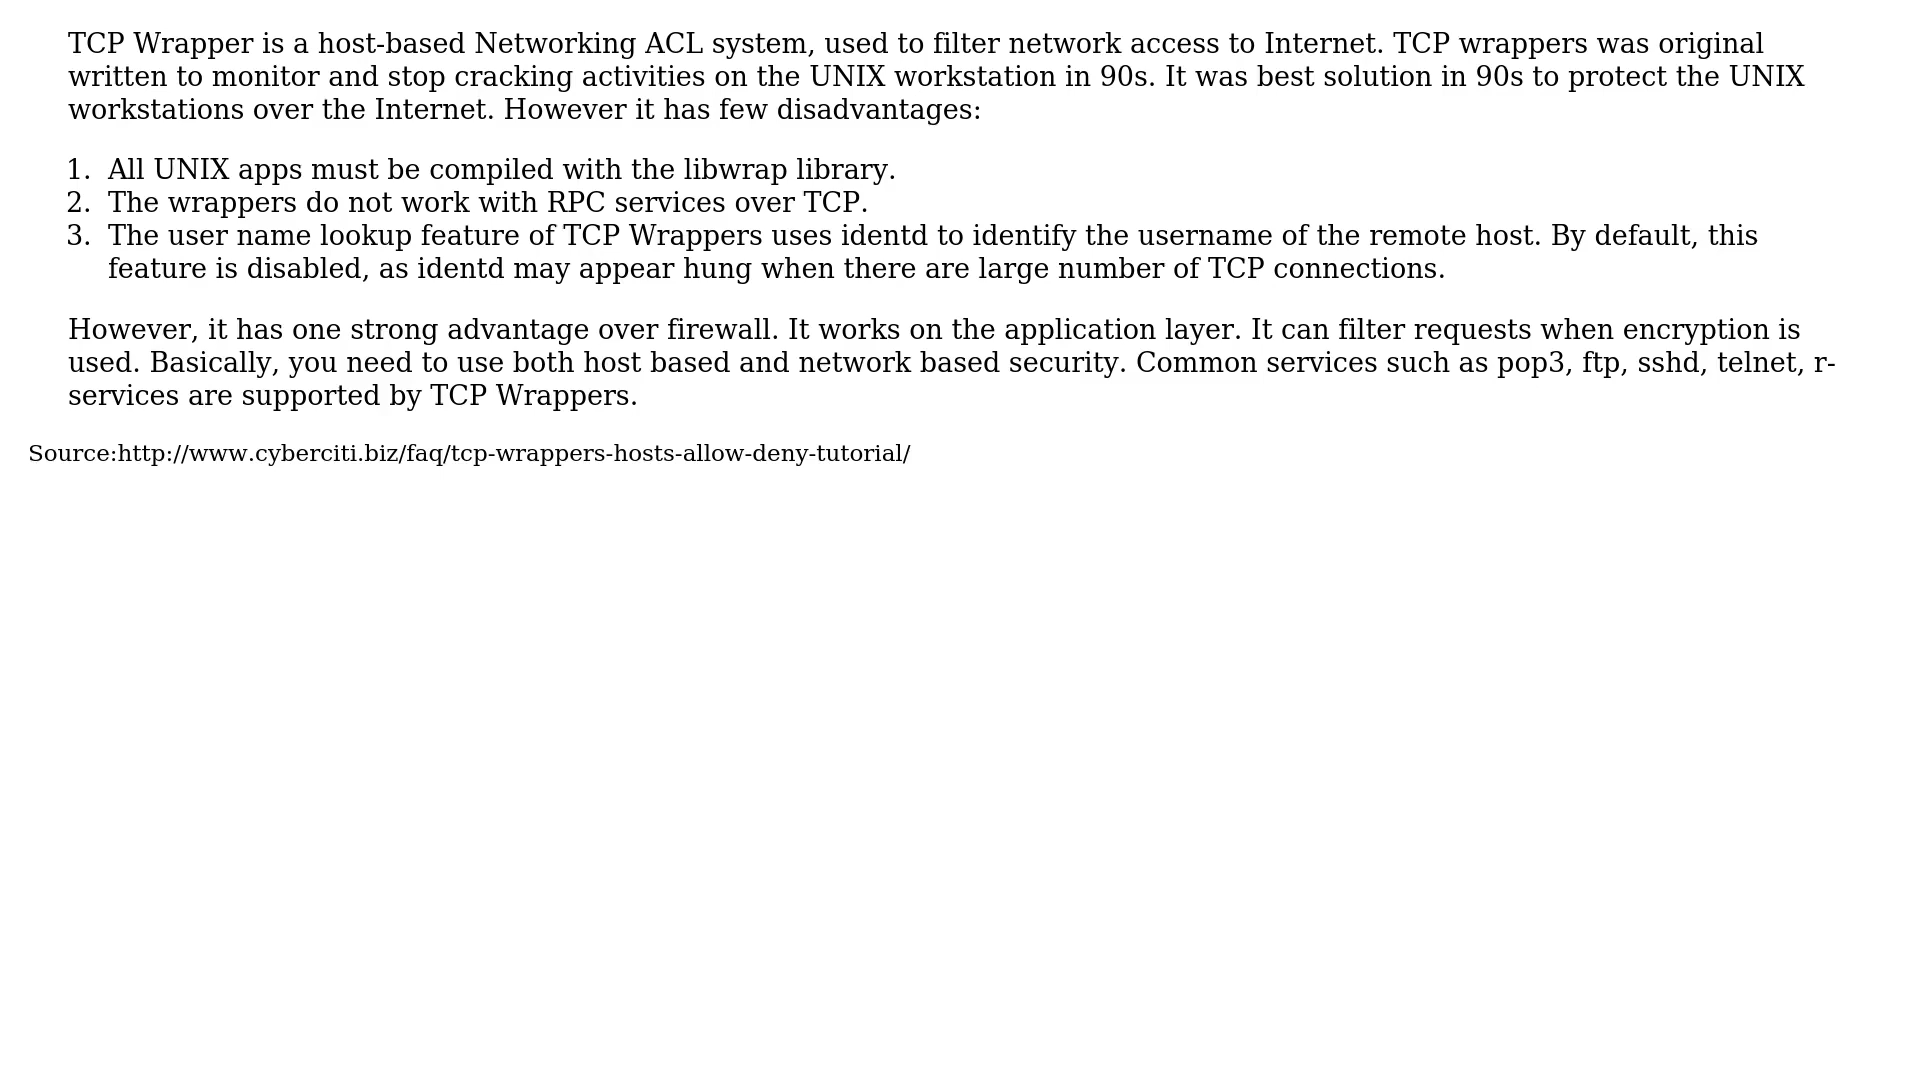 TCP Wrapper is a host-based Networking ACL system, used to filter network access to Internet. TCP wrappers was original
written to monitor and stop cracking activities on the UNIX workstation in 90s. It was best solution in 90s to protect the UNIX
workstations over the Internet. However it has few disadvantages:
1. All UNIX apps must be compiled with the libwrap library.
2. The wrappers do not work with RPC services over TCP.
3. The user name lookup feature of TCP Wrappers uses identd to identify the username of the remote host. By default, this
feature is disabled, as identd may appear hung when there are large number of TCP connections.
However, it has one strong advantage over firewall. It works on the application layer. It can filter requests when encryption is
used. Basically, you need to use both host based and network based security. Common services such as pop3, ftp, sshd, telnet, r-
services are supported by TCP Wrappers.
Source:http://www.cyberciti.biz/faq/tcp-wrappers-hosts-allow-deny-tutorial/